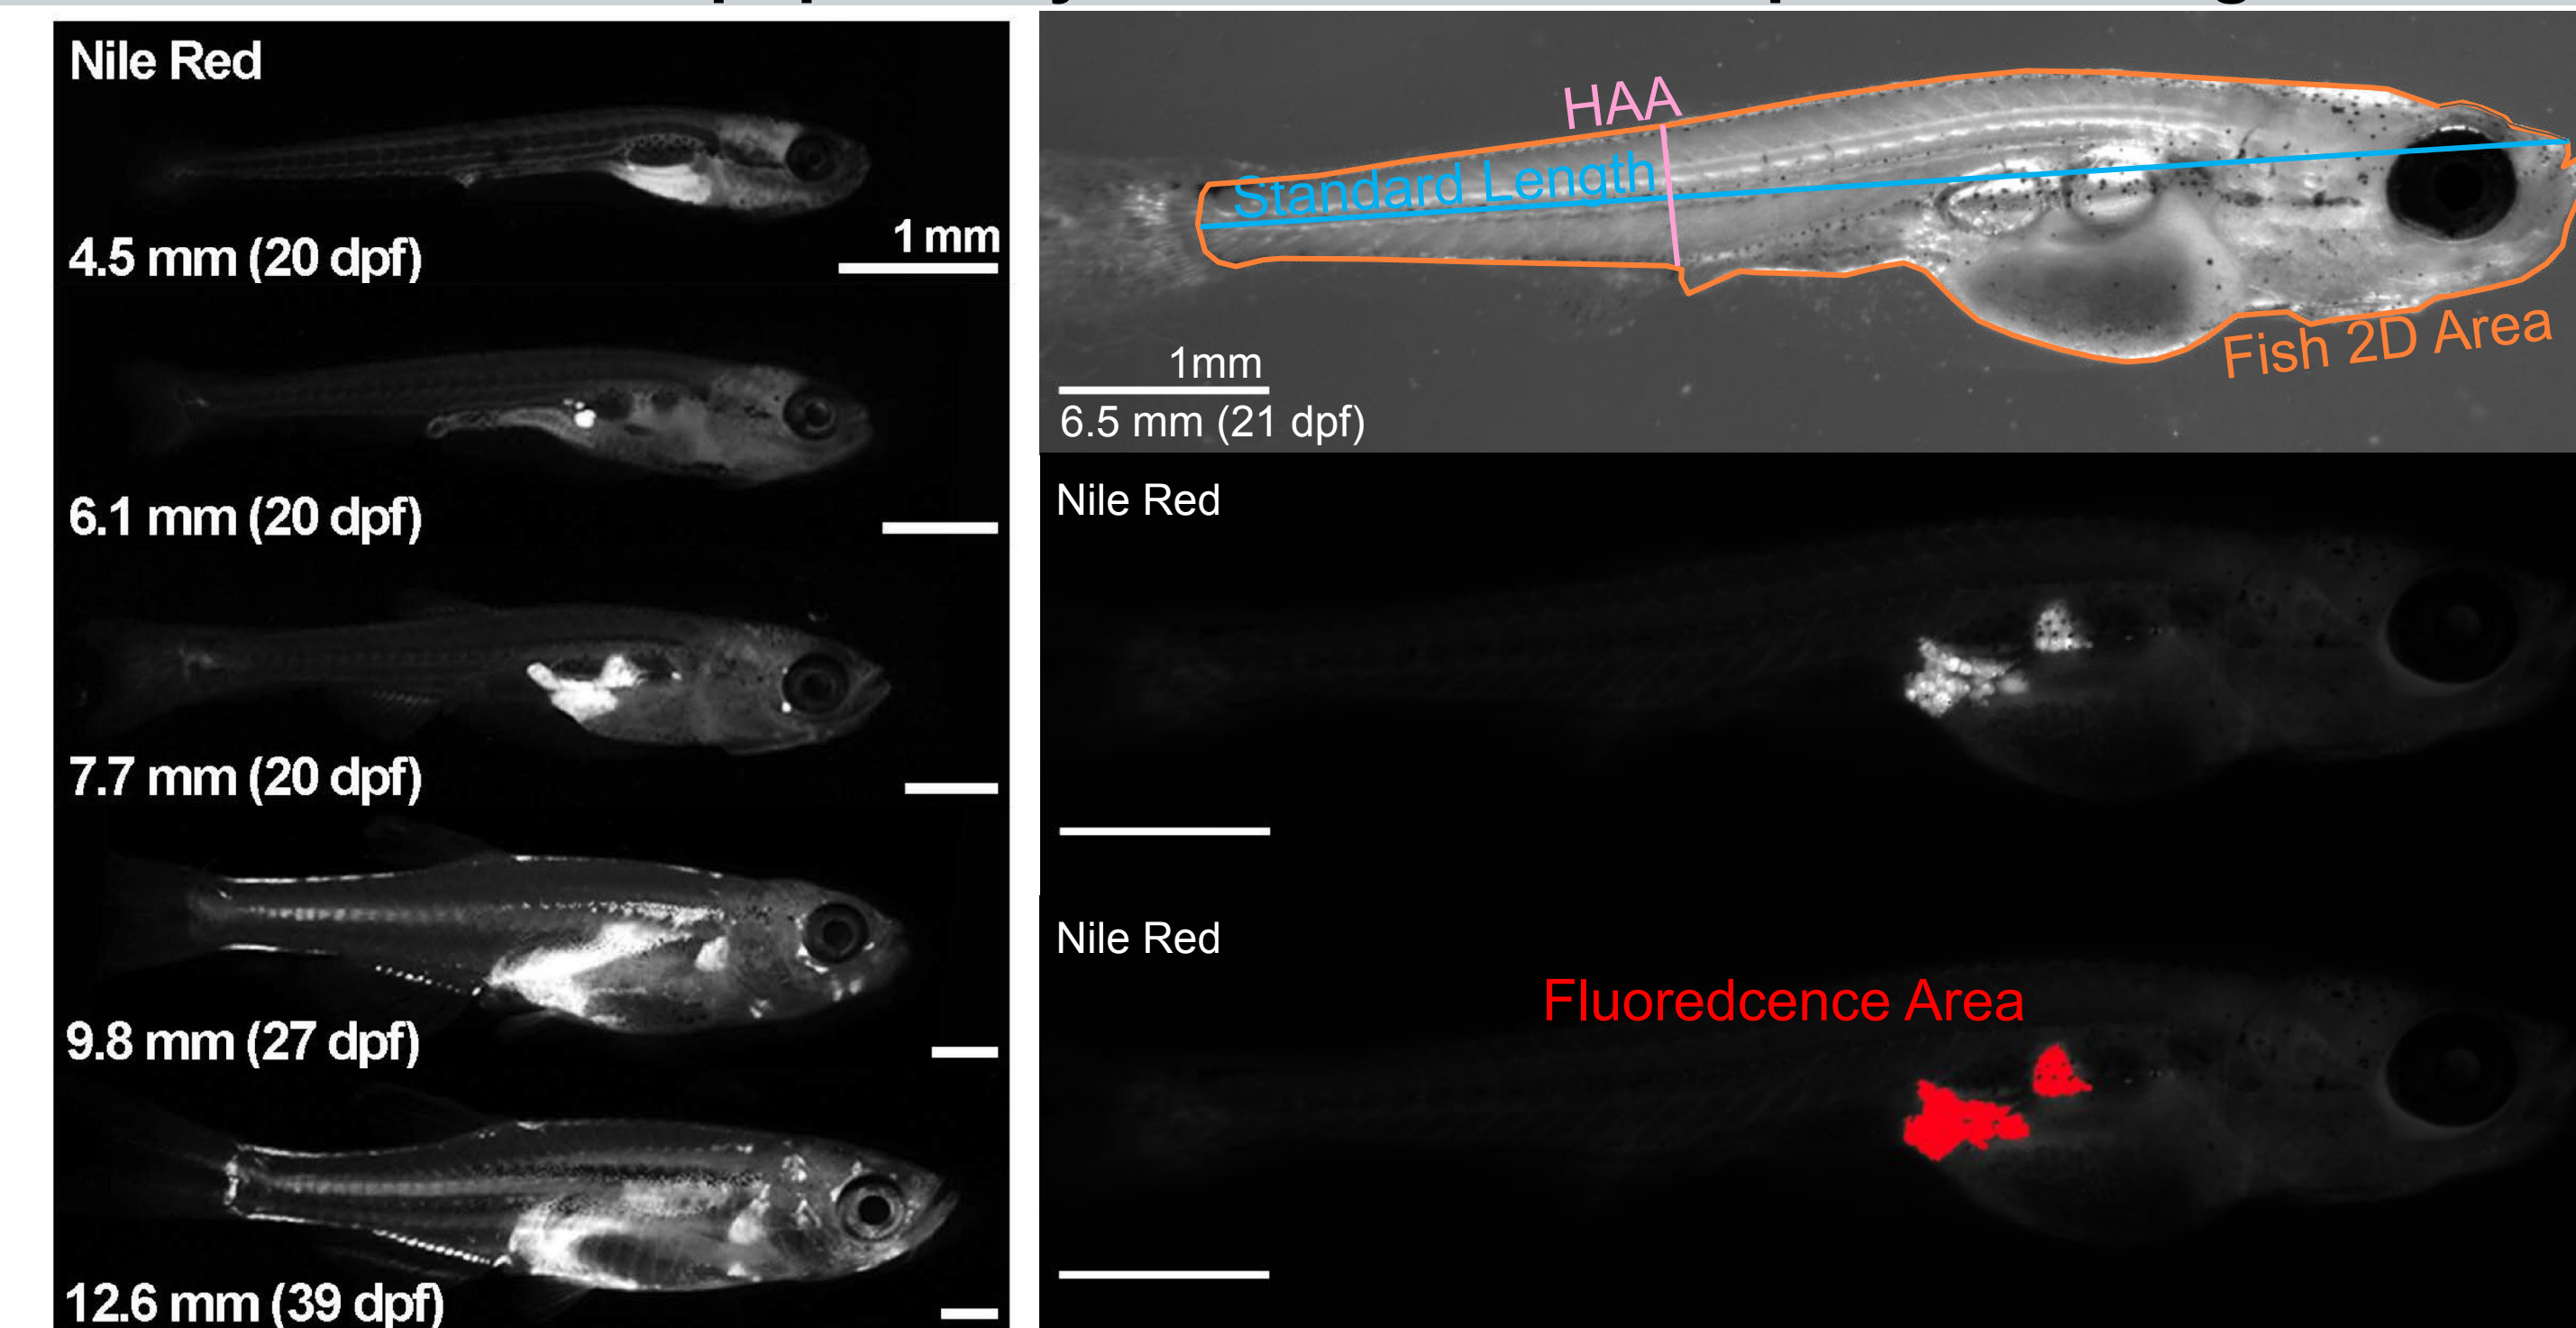 Nile Red
1 mm
4.5 mm (20 dpf)
6.1 mm (20 dpf)
7.7 mm (20 dpf)
9.8 mm (27 dpf)
12.6 mm (39 dpf)
HAA
Standard Length
Fish 2D Area
1mm
6.5 mm (21 dpf)
Nile Red
Nile Red
Fluoredcence Area